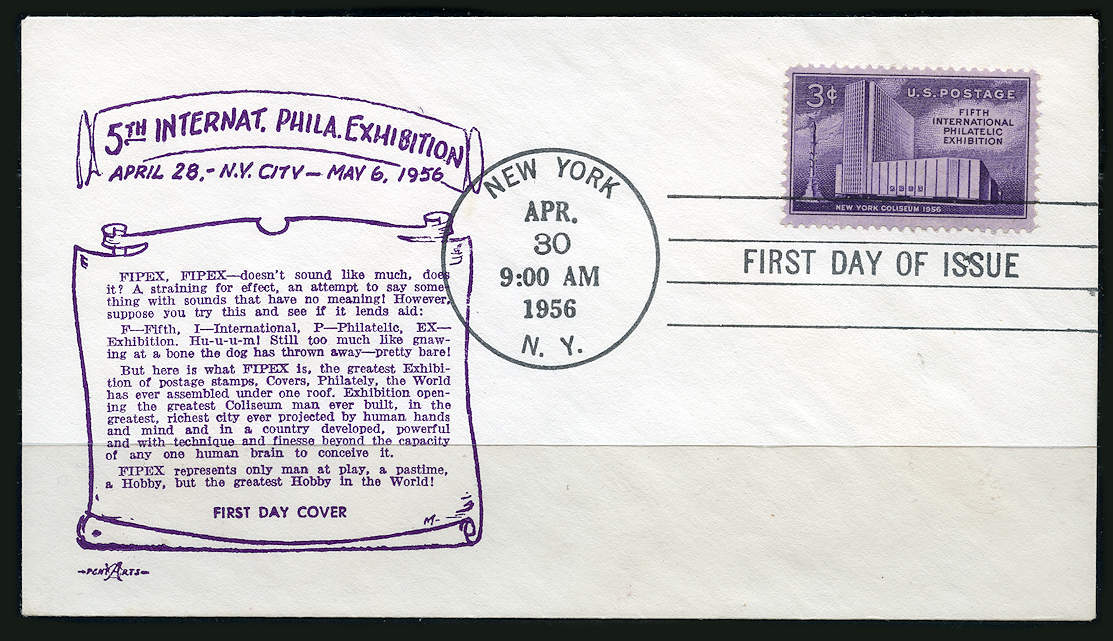 5TH INTERNAT. PHILA. EXHIBITION
APRIL 28.- N.Y. CITY - MAY 6, 1956
FIPEX, FIPEX—doesn't sound like much, does
it? A straining for effect, an attempt to say some-
thing with sounds that have no meaning! However,
suppose you try this and see if it lends aid:
F—Fifth, I—International, P—Philatelic, EX—
Exhibition. Hu-u-u-m! Still too much like gnaw-
ing at a bone the dog has thrown away—pretty bare!
But here is what FIPEX is, the greatest Exhibi-
tion of postage stamps, Covers, Philately, the World
has ever assembled under one roof. Exhibition open-
ing the greatest Coliseum man ever built, in the
greatest, richest city ever projected by human hands
and mind and in a country developed, powerful
and with technique and finesse beyond the capacity
of any one human brain to conceive it.
FIPEX represents only man at play, a pastime,
a Hobby, but the greatest Hobby in the World!
FIRST DAY COVER
M-
-PENT ARTS-
NEW YORK
APR.
30
9:00 AM
1956
N. Y.
3¢
U.S. POSTAGE
FIFTH
INTERNATIONAL
PHILATELIC
EXHIBITION
NEW YORK COLISEUM 1956
FIRST DAY OF ISSUE